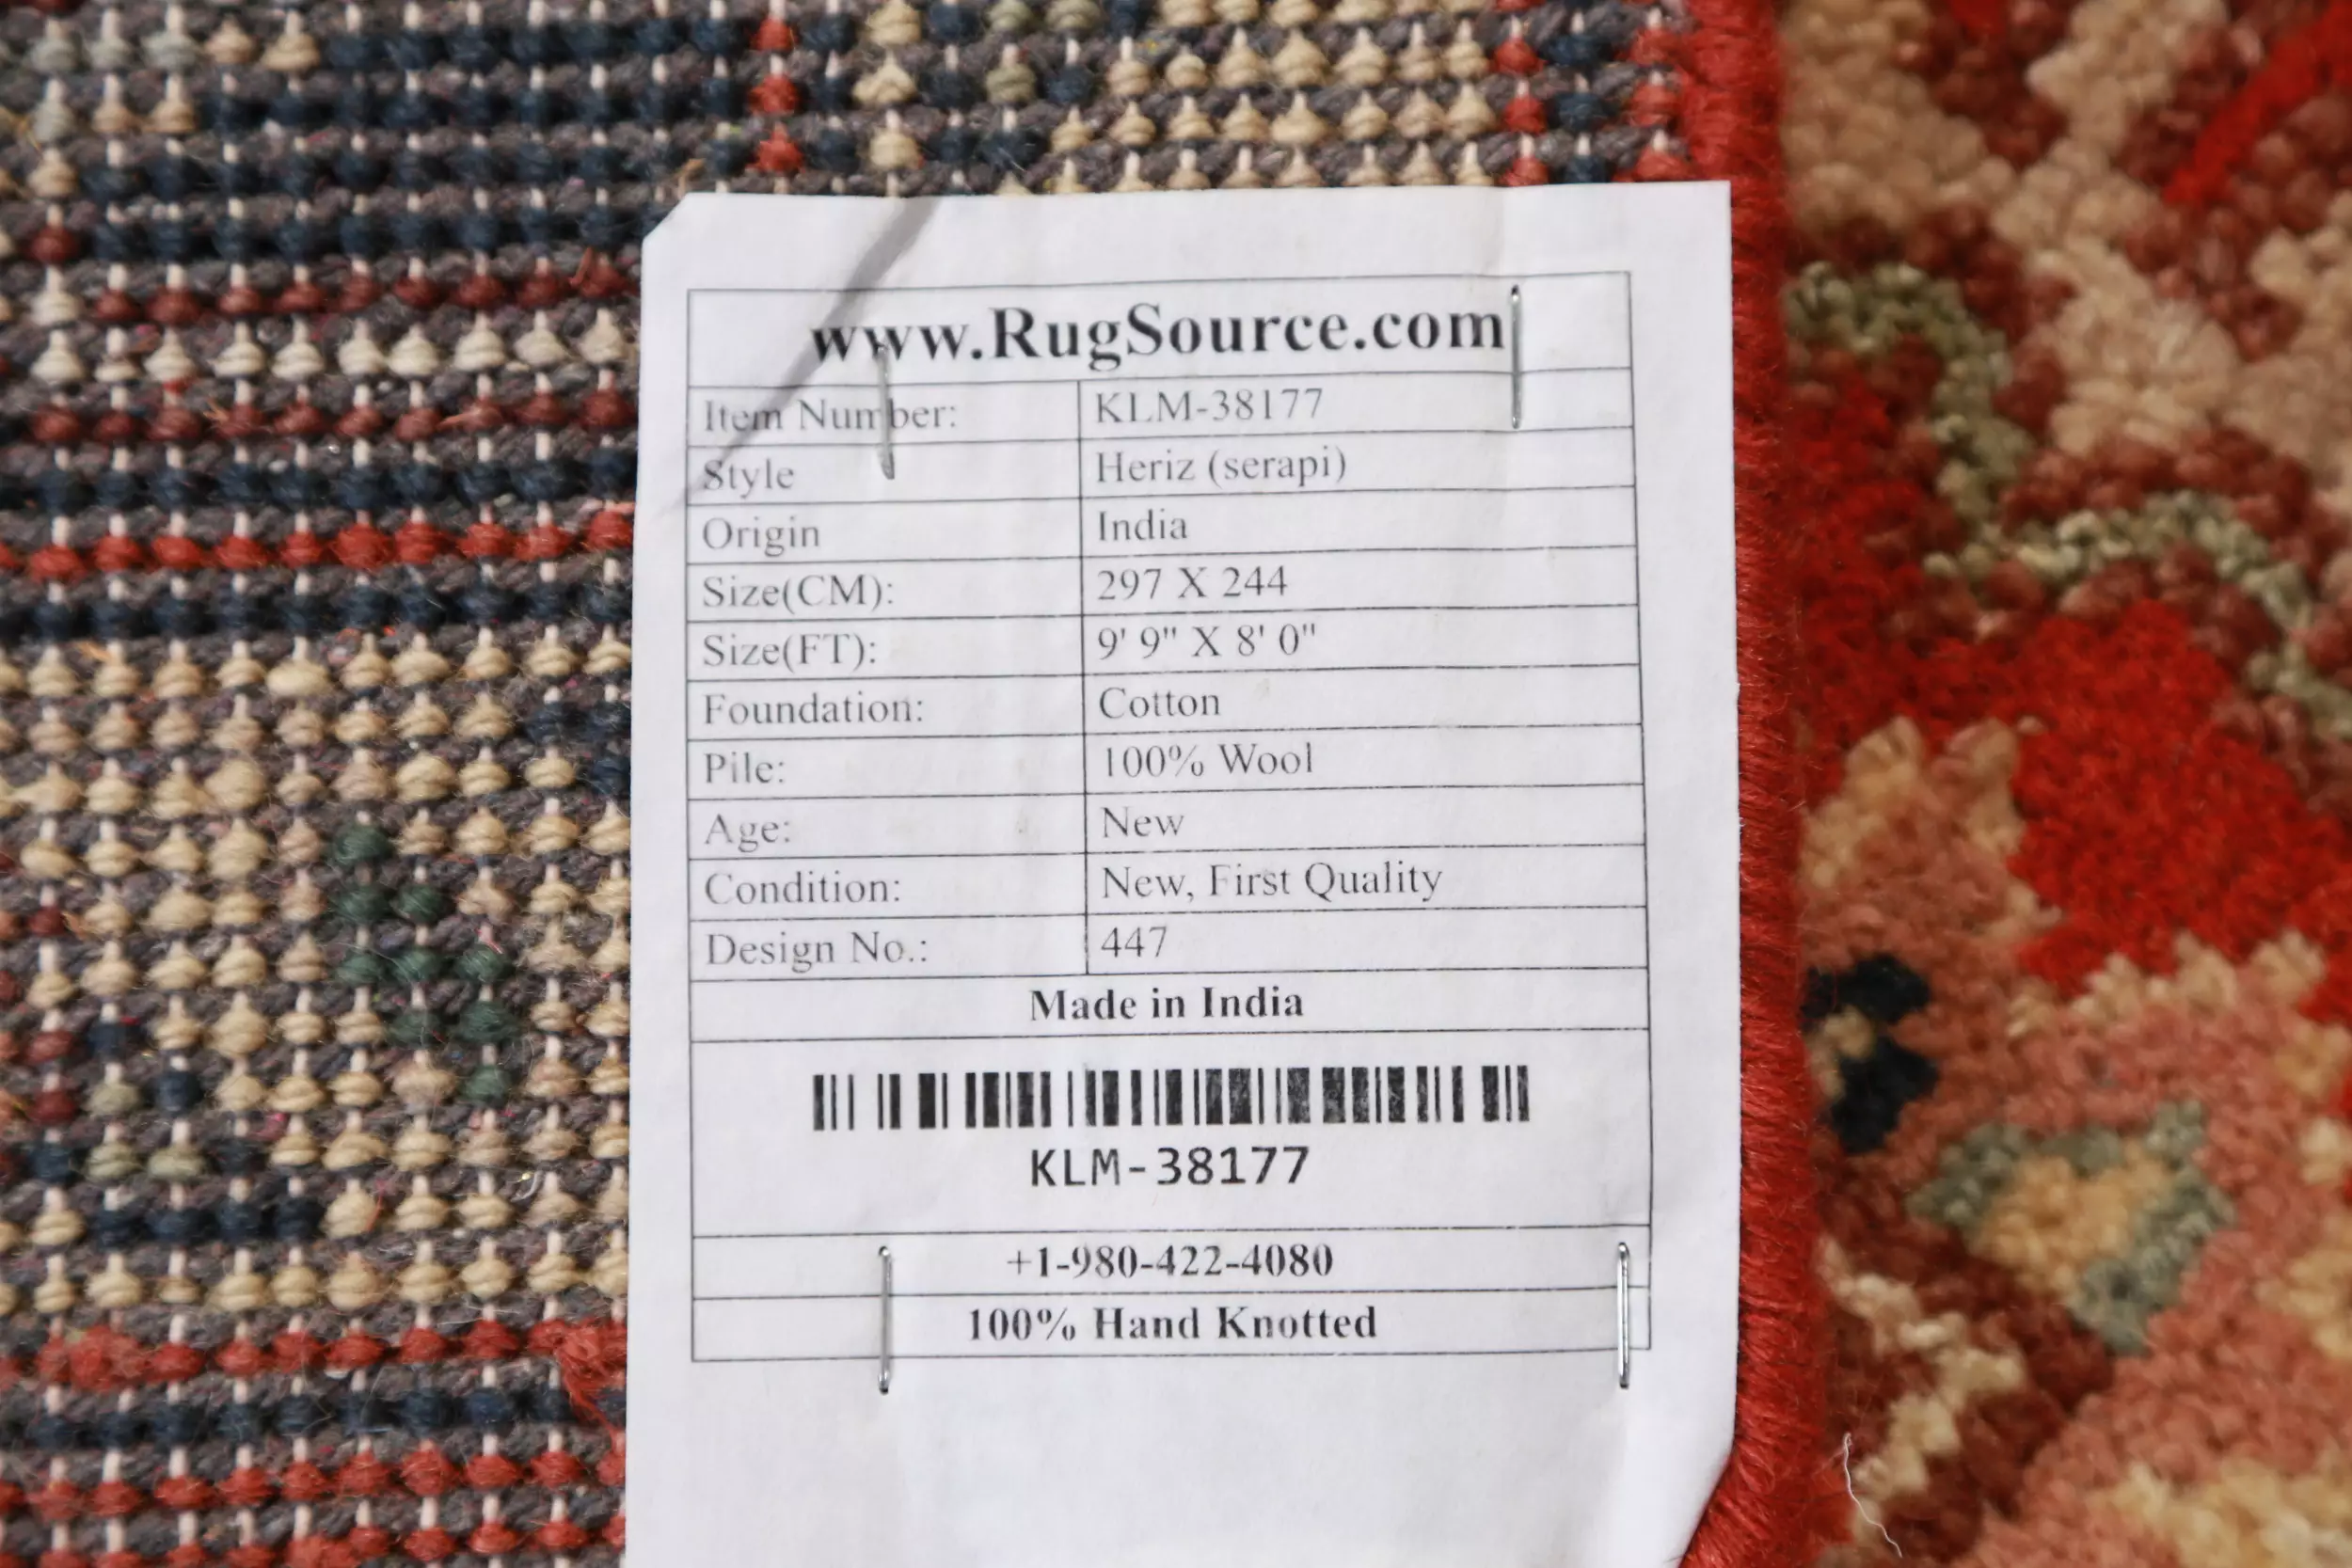 www.RugSource.com
Item Number: KLM-38177
Style Heriz (serapi)
Origin India
Size(CM): 297 X 244
Size(FT): 9' 9" X 8' 0"
Foundation: Cotton
Pile: 100% Wool
Age: New
Condition: New, First Quality
Design No.: 447
Made in India
KLM-38177
+1-980-422-4080
100% Hand Knotted